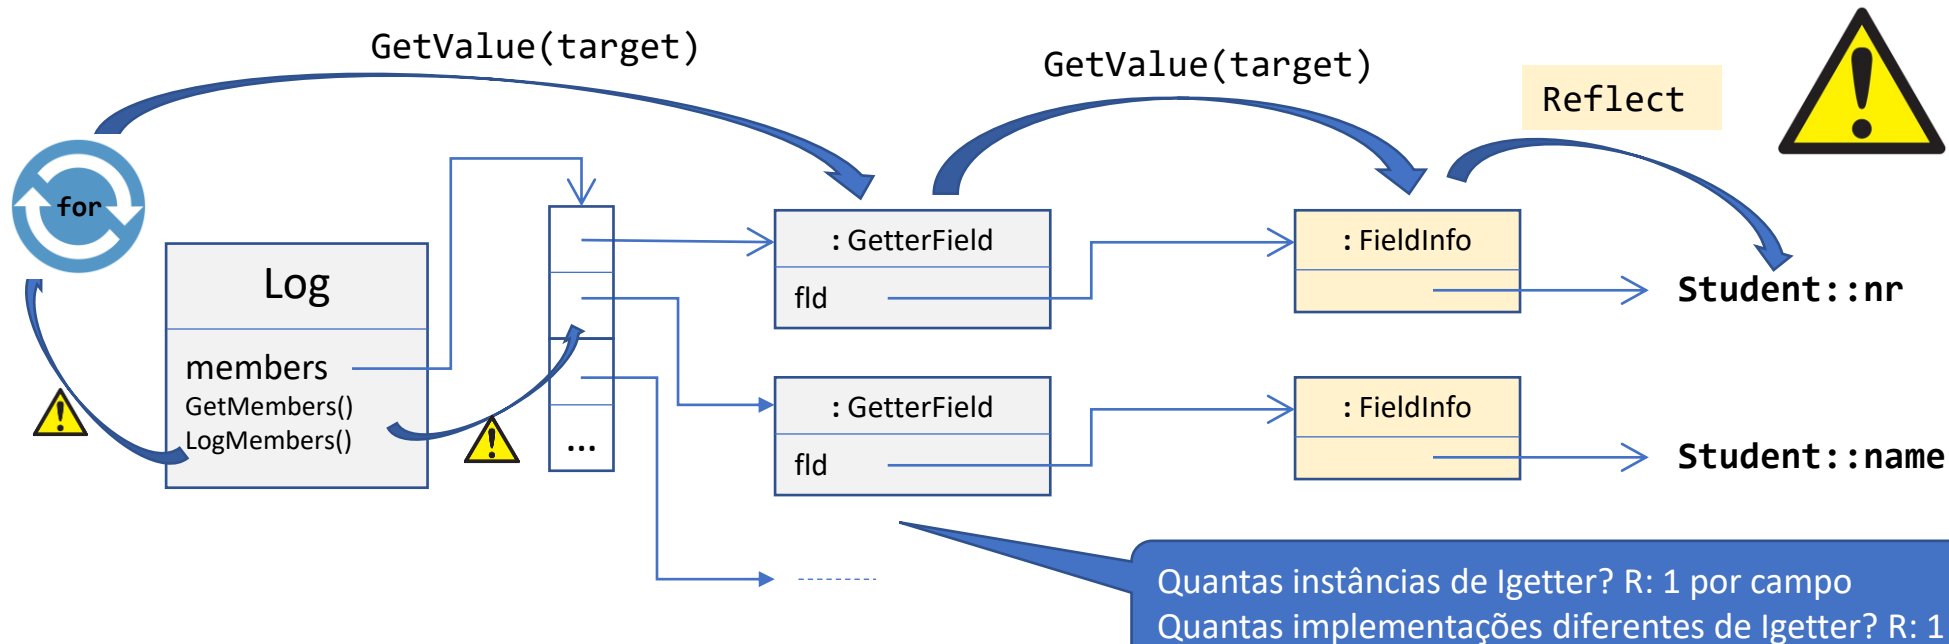 GetValue(target)
GetValue(target)
Reflect
for
Log
members
GetMembers()
LogMembers()
...
: GetterField
fld
: FieldInfo
Student::nr
: GetterField
fld
: FieldInfo
Student::name
Quantas instâncias de Igetter? R: 1 por campo
Quantas implementações diferentes de Igetter? R: 1